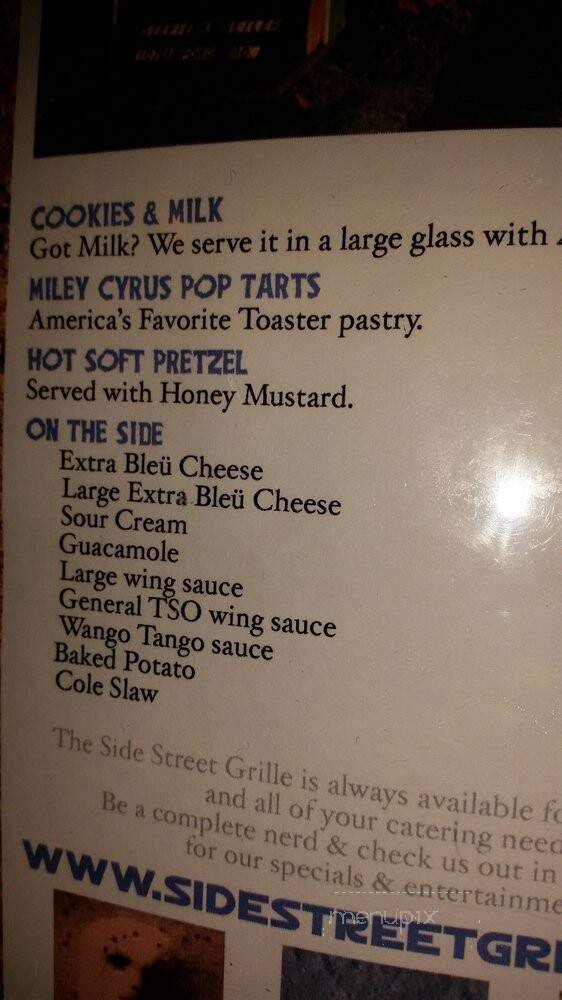 COOKIES & MILK
Got Milk? We serve it in a large glass with
MILEY CYRUS POP TARTS
America's Favorite Toaster pastry.
HOT SOFT PRETZEL
Served with Honey Mustard.
ON THE SIDE
Extra Bleü Cheese
Large Extra Bleü Cheese
Sour Cream
Guacamole
Large wing sauce
General TSO wing sauce
Wango Tango sauce
Baked Potato
Cole Slaw
The Side Street Grille is always available fo
and all of your catering need
Be a complete nerd & check us out in
for our specials & entertainme
menupix
WWW.SIDESTREETGRI